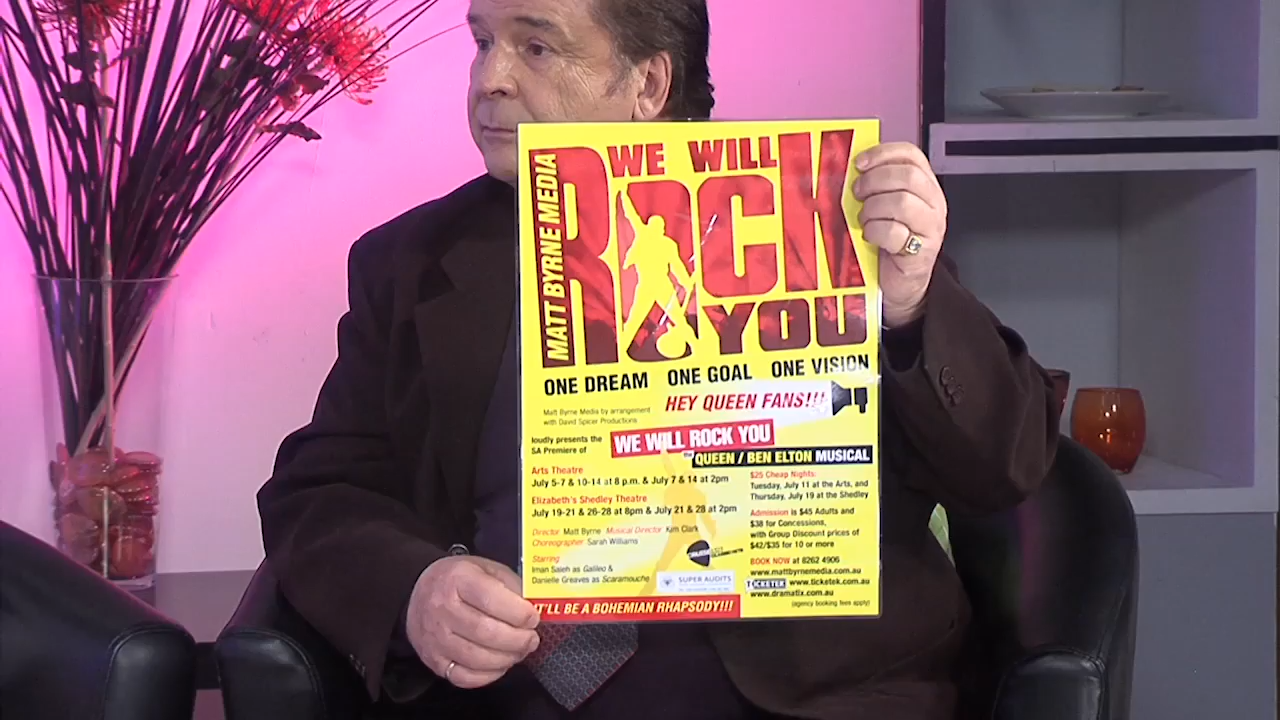 MATT BYRNE MEDIA
WE WILL
ROCK
YOU
ONE DREAM ONE GOAL ONE VISION
HEY QUEEN FANS!!!
Matt Byrne Media by arrangement
with David Spicer Productions
loudly presents the
SA Premiere of
WE WILL ROCK YOU
the QUEEN / BEN ELTON MUSICAL
Arts Theatre
July 5-7 & 10-14 at 8 p.m. & July 7 & 14 at 2pm
Elizabeth's Shedley Theatre
July 19-21 & 26-28 at 8pm & July 21 & 28 at 2pm
Director Matt Byrne Musical Director Kim Clark
Choreographer Sarah Williams
Starring
Iman Saleh as Galileo &
Danielle Greaves as Scaramouche
SUPER AUDITS
IT'LL BE A BOHEMIAN RHAPSODY!!!
$25 Cheap Nights:
Tuesday, July 11 at the Arts, and
Thursday, July 19 at the Shedley
Admission is $45 Adults and
$38 for Concessions,
with Group Discount prices of
$42/$35 for 10 or more
BOOK NOW at 8262 4906
www.mattbyrnemedia.com.au
TICKETEK www.ticketek.com.au
www.dramatix.com.au
(agency booking fees apply)